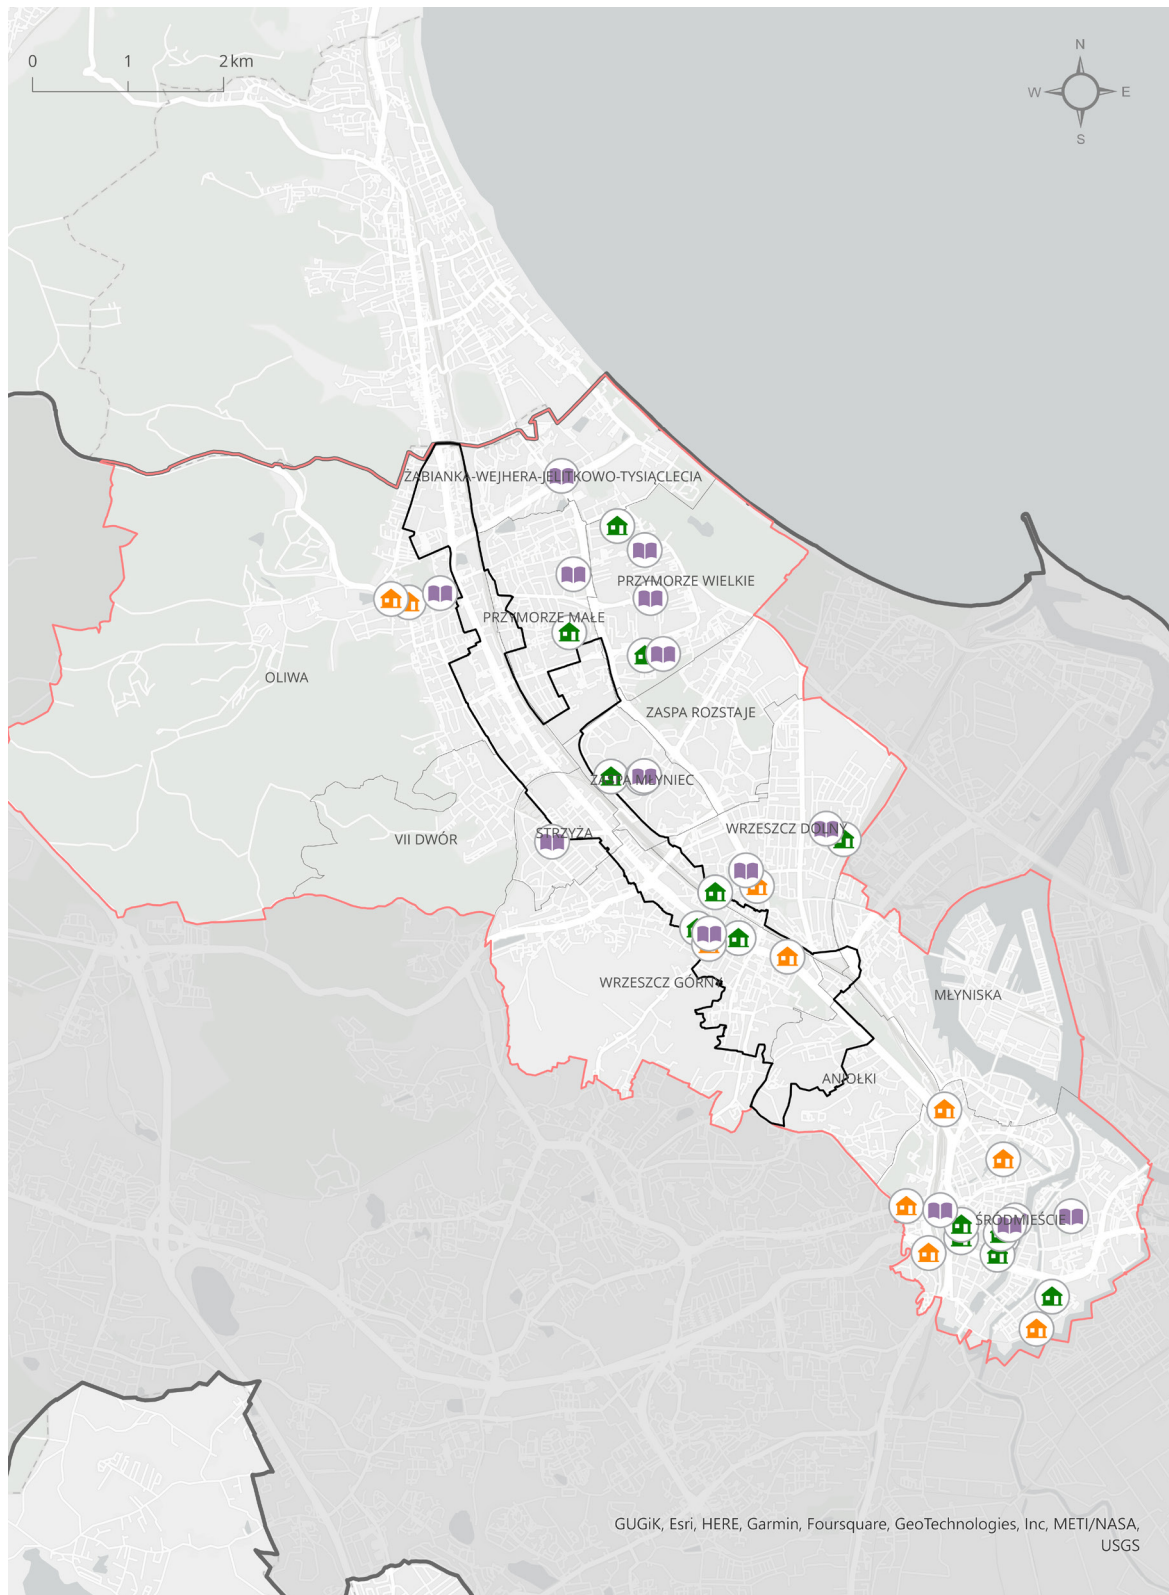 0 1 2 km
N
W E
S
ŻABIANKA-WEJHERA-JELITKOWO-TYSIĄCLECIA
PRZYMORZE WIELKIE
PRZYMORZE MAŁE
OLIWA
ZASPA ROZSTAJE
ZASPA MŁYNIEC
WRZESZCZ DOLNY
STRZYŻA
VII DWÓR
WRZESZCZ GÓRNY
MŁYNISKA
ANIOŁKI
ŚRÓDMIEŚCIE
GUGiK, Esri, HERE, Garmin, Foursquare, GeoTechnologies, Inc, METI/NASA,
USGS